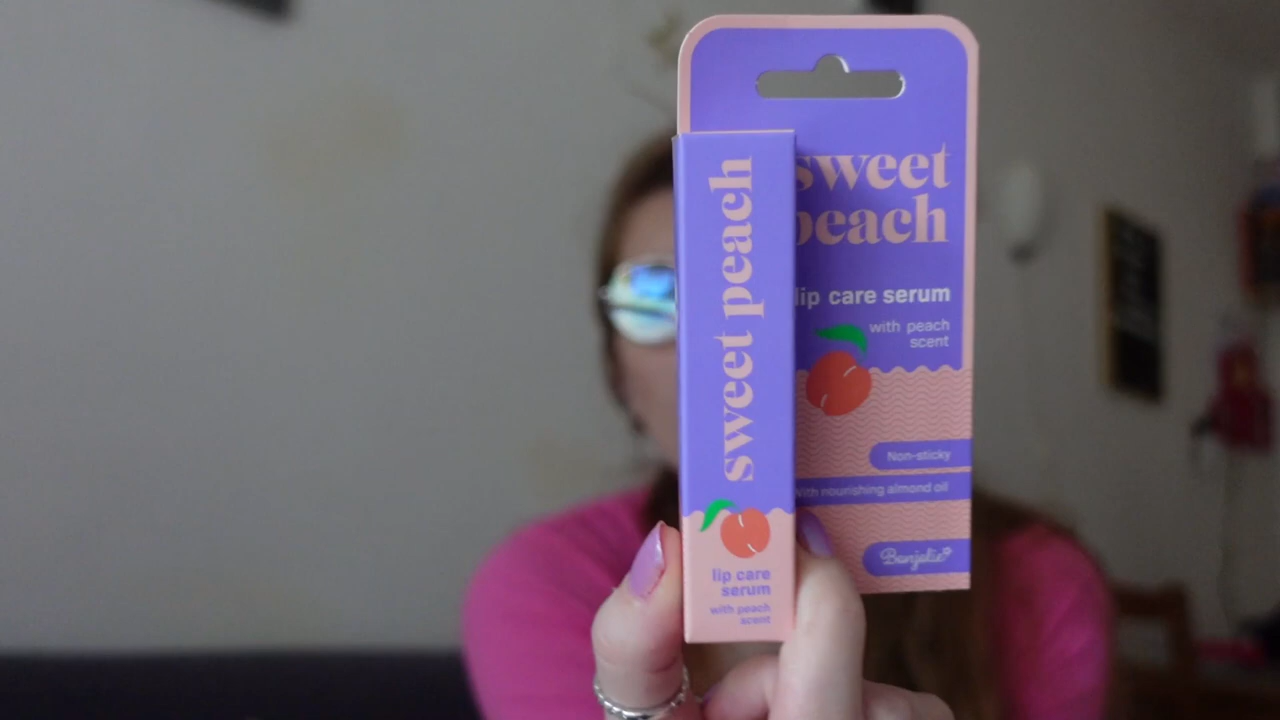 sweet peach
lip care
serum
with peach
scent
sweet
peach
lip care serum
with peach
scent
Non-sticky
With nourishing almond oil
Bonjolie